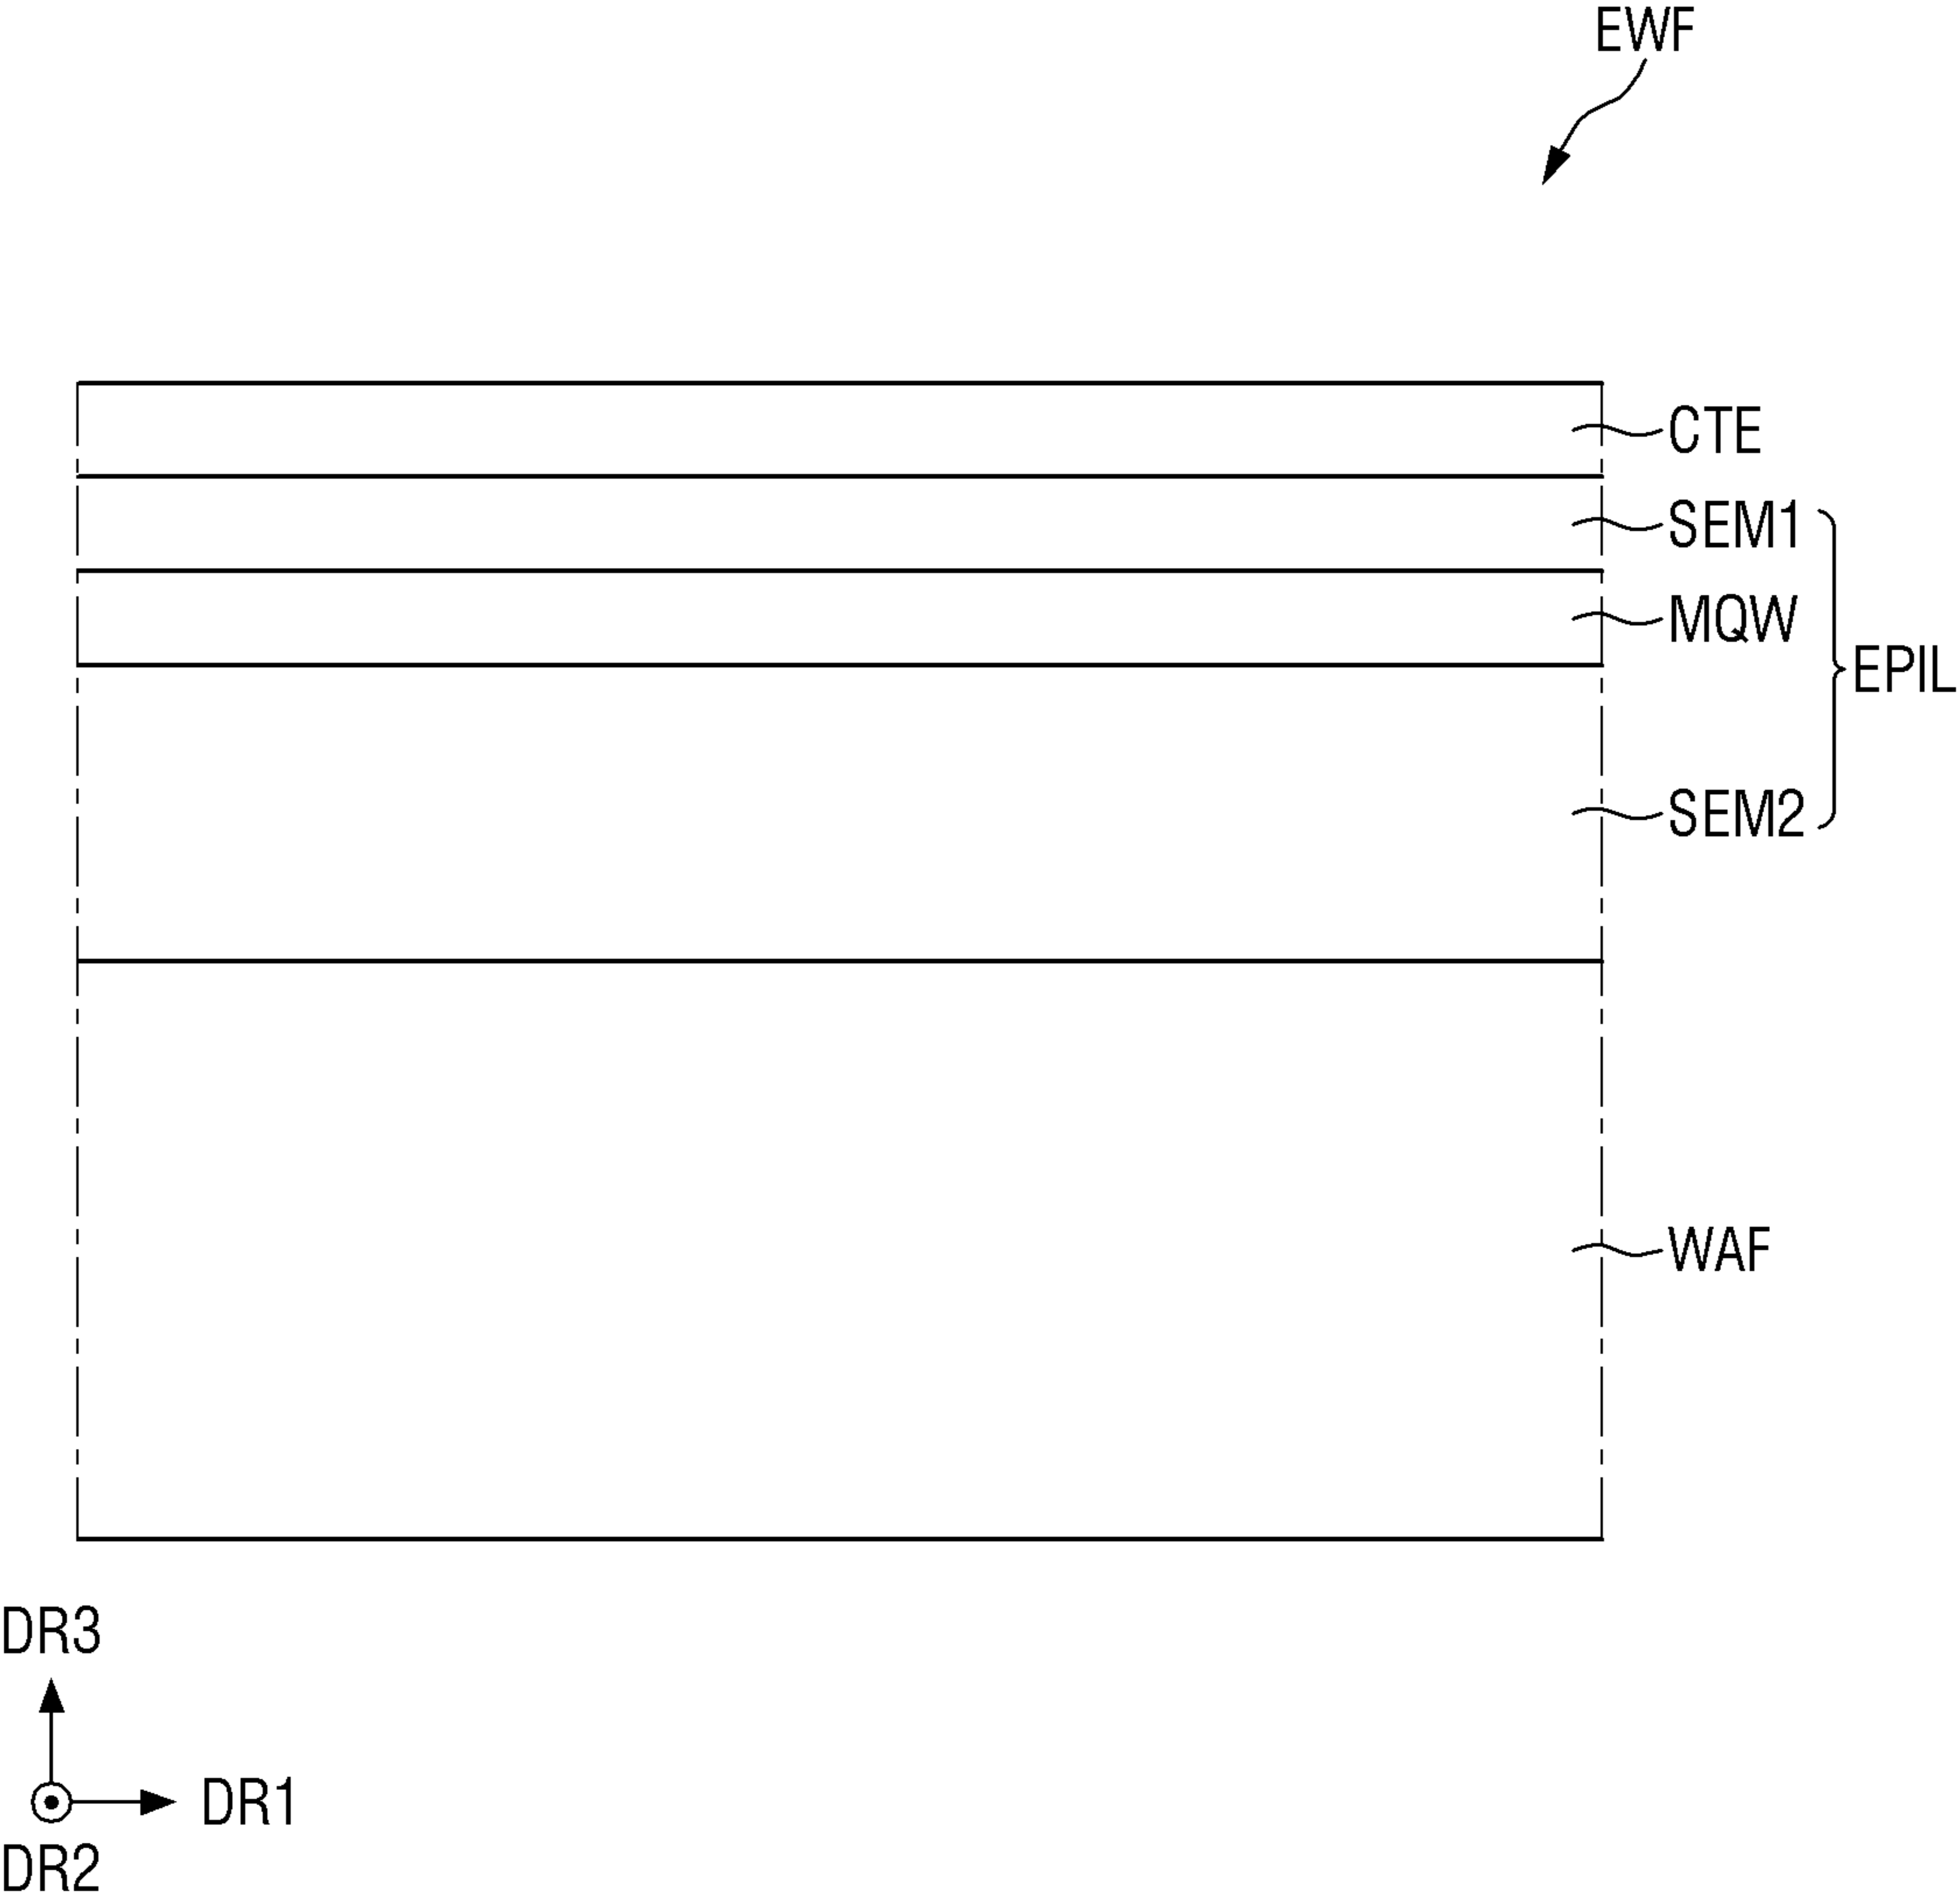 EWF
CTE
SEM1
MQW
EPIL
SEM2
WAF
DR3
DR1
DR2